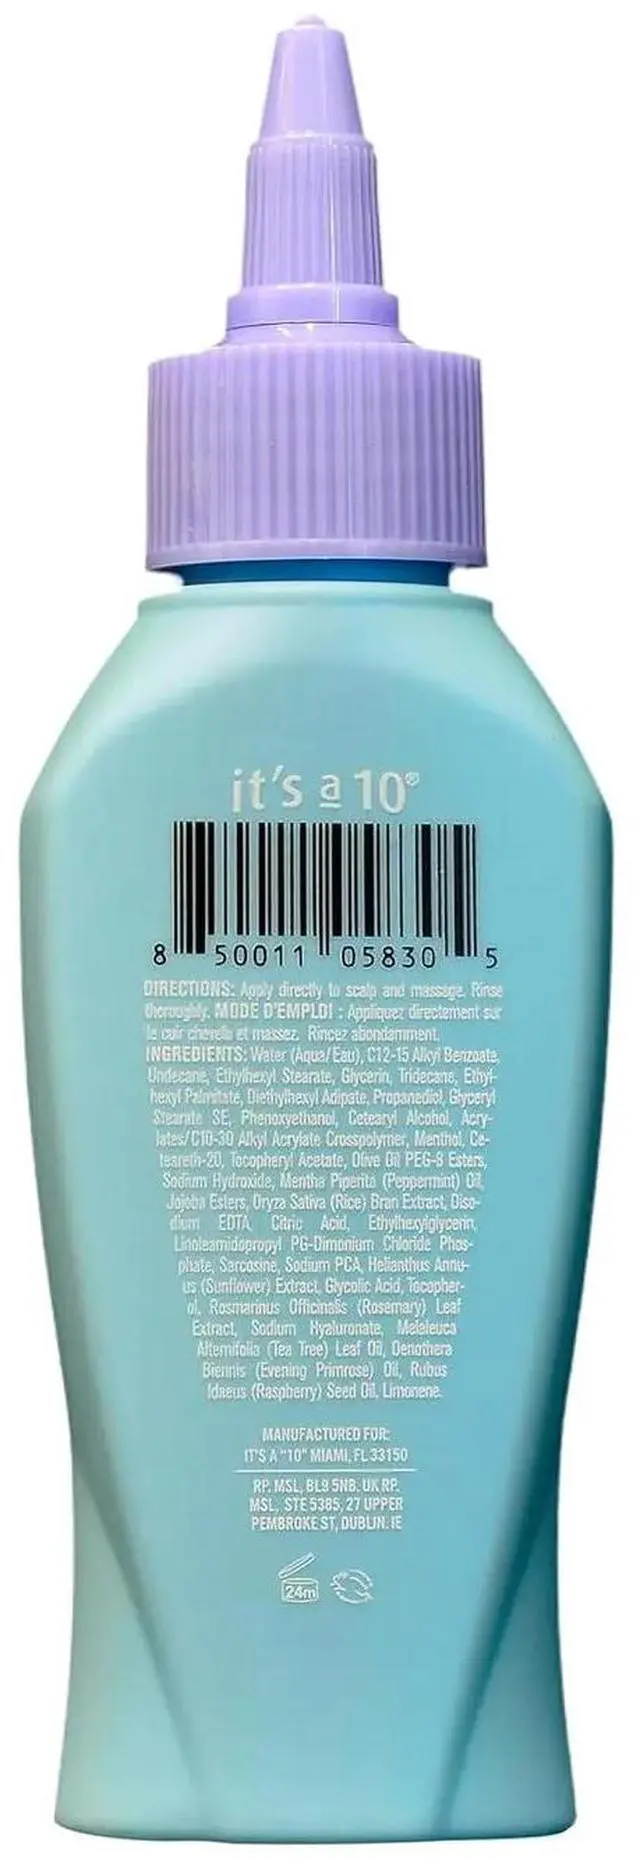 it's a 10®
8 50011 05830 5
DIRECTIONS: Apply directly to scalp and massage. Rinse
thoroughly. MODE D'EMPLOI : Appliquez directement sur
le cuir chevelu et massez. Rincez abondamment.
INGREDIENTS: Water (Aqua/Eau), C12-15 Alkyl Benzoate,
Undecane, Ethylhexyl Stearate, Glycerin, Tridecane, Ethyl-
hexyl Palmitate, Diethylhexyl Adipate, Propanediol, Glyceryl
Stearate SE, Phenoxyethanol, Cetearyl Alcohol, Acry-
lates/C10-30 Alkyl Acrylate Crosspolymer, Menthol, Ce-
teareth-20, Tocopheryl Acetate, Olive Oil PEG-8 Esters,
Sodium Hydroxide, Mentha Piperita (Peppermint) Oil,
Jojoba Esters, Oryza Sativa (Rice) Bran Extract, Diso-
dium EDTA, Citric Acid, Ethylhexylglycerin,
Linoleamidopropyl PG-Dimonium Chloride Phos-
phate, Sarcosine, Sodium PCA, Helianthus Annu-
us (Sunflower) Extract, Glycolic Acid, Tocopher-
ol, Rosmarinus Officinalis (Rosemary) Leaf
Extract, Sodium Hyaluronate, Melaleuca
Alternifolia (Tea Tree) Leaf Oil, Oenothera
Biennis (Evening Primrose) Oil, Rubus
Idaeus (Raspberry) Seed Oil, Limonene.
MANUFACTURED FOR:
IT'S A "10" MIAMI, FL 33150
RP. MSL, BL9 5NB. UK RP.
MSL, STE 5385, 27 UPPER
PEMBROKE ST, DUBLIN. IE
24m